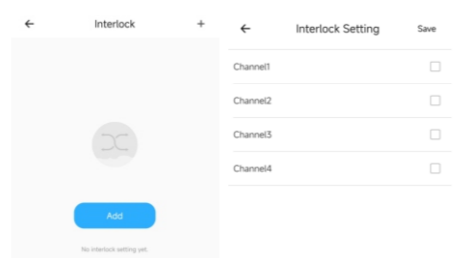 Interlock
Add
No interlock setting yet.
Interlock Setting
Save
Channel1
Channel2
Channel3
Channel4